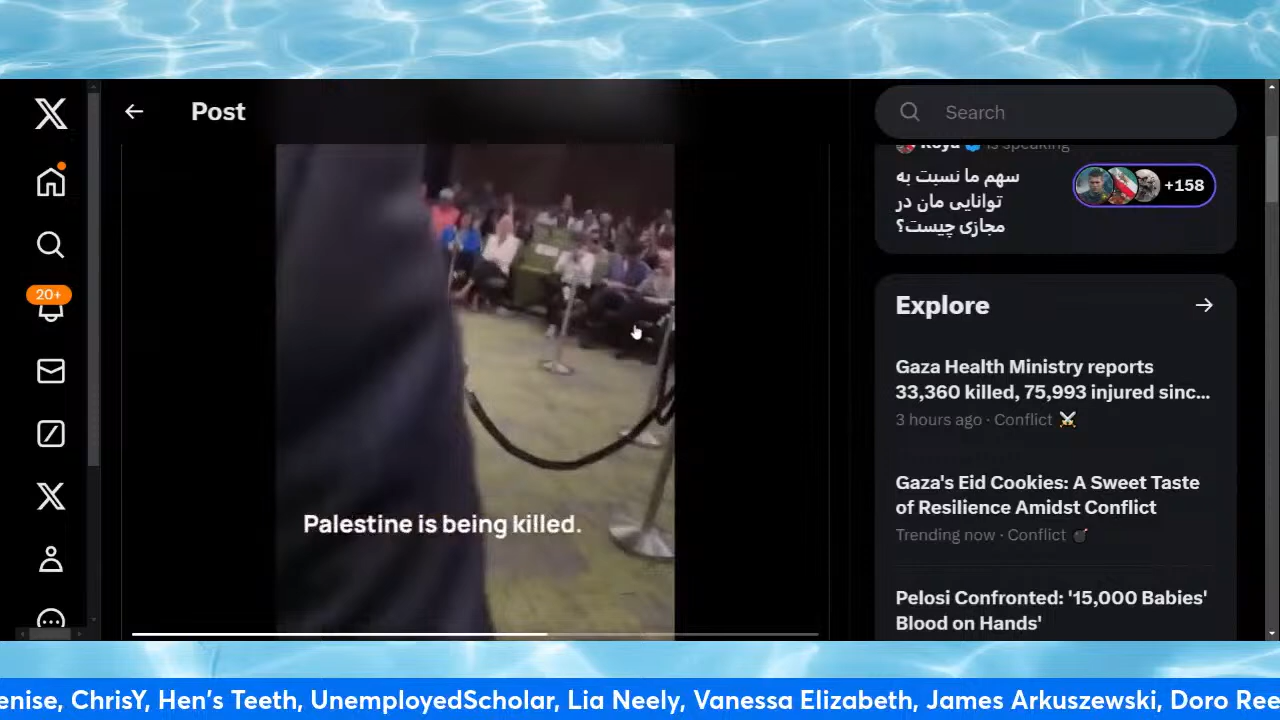 Post
Search
is speaking
سهم ما نسبت به
توانایی مان در
مجازی چیست؟
+158
20+
Explore
Gaza Health Ministry reports
33,360 killed, 75,993 injured sinc...
3 hours ago · Conflict ⚔️
Gaza's Eid Cookies: A Sweet Taste
of Resilience Amidst Conflict
Trending now · Conflict 💣
Pelosi Confronted: '15,000 Babies'
Blood on Hands'
Palestine is being killed.
enise, ChrisY, Hen's Teeth, UnemployedScholar, Lia Neely, Vanessa Elizabeth, James Arkuszewski, Doro Ree